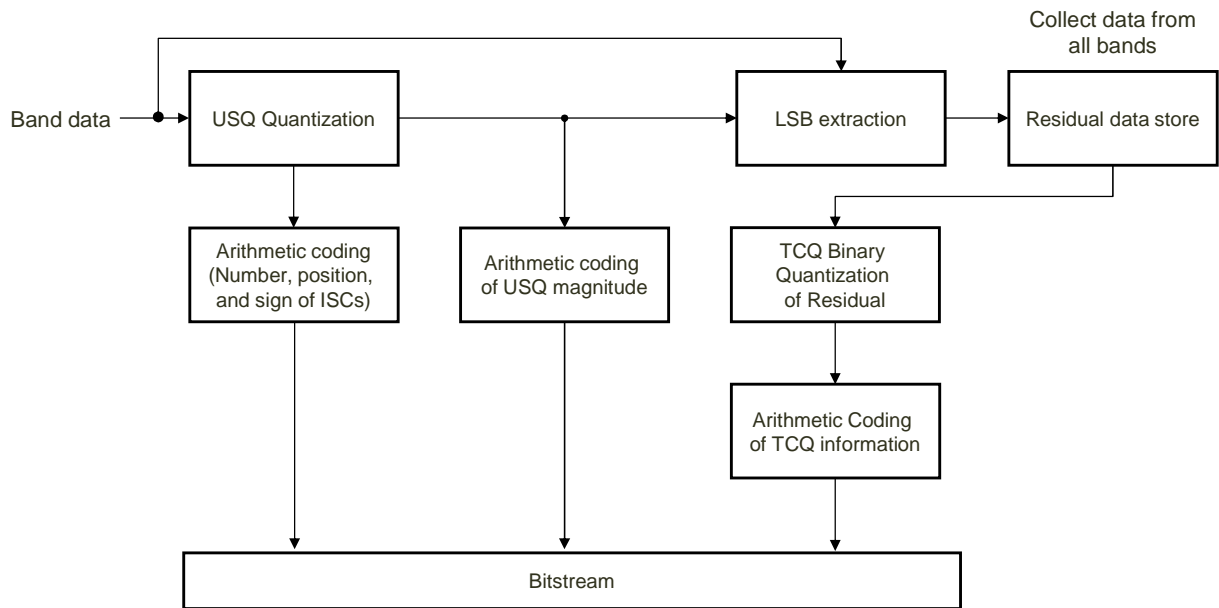 Collect data from
all bands
Band data
USQ Quantization
LSB extraction
Residual data store
Arithmetic coding
(Number, position,
and sign of ISCs)
Arithmetic coding
of USQ magnitude
TCQ Binary
Quantization
of Residual
Arithmetic Coding
of TCQ information
Bitstream